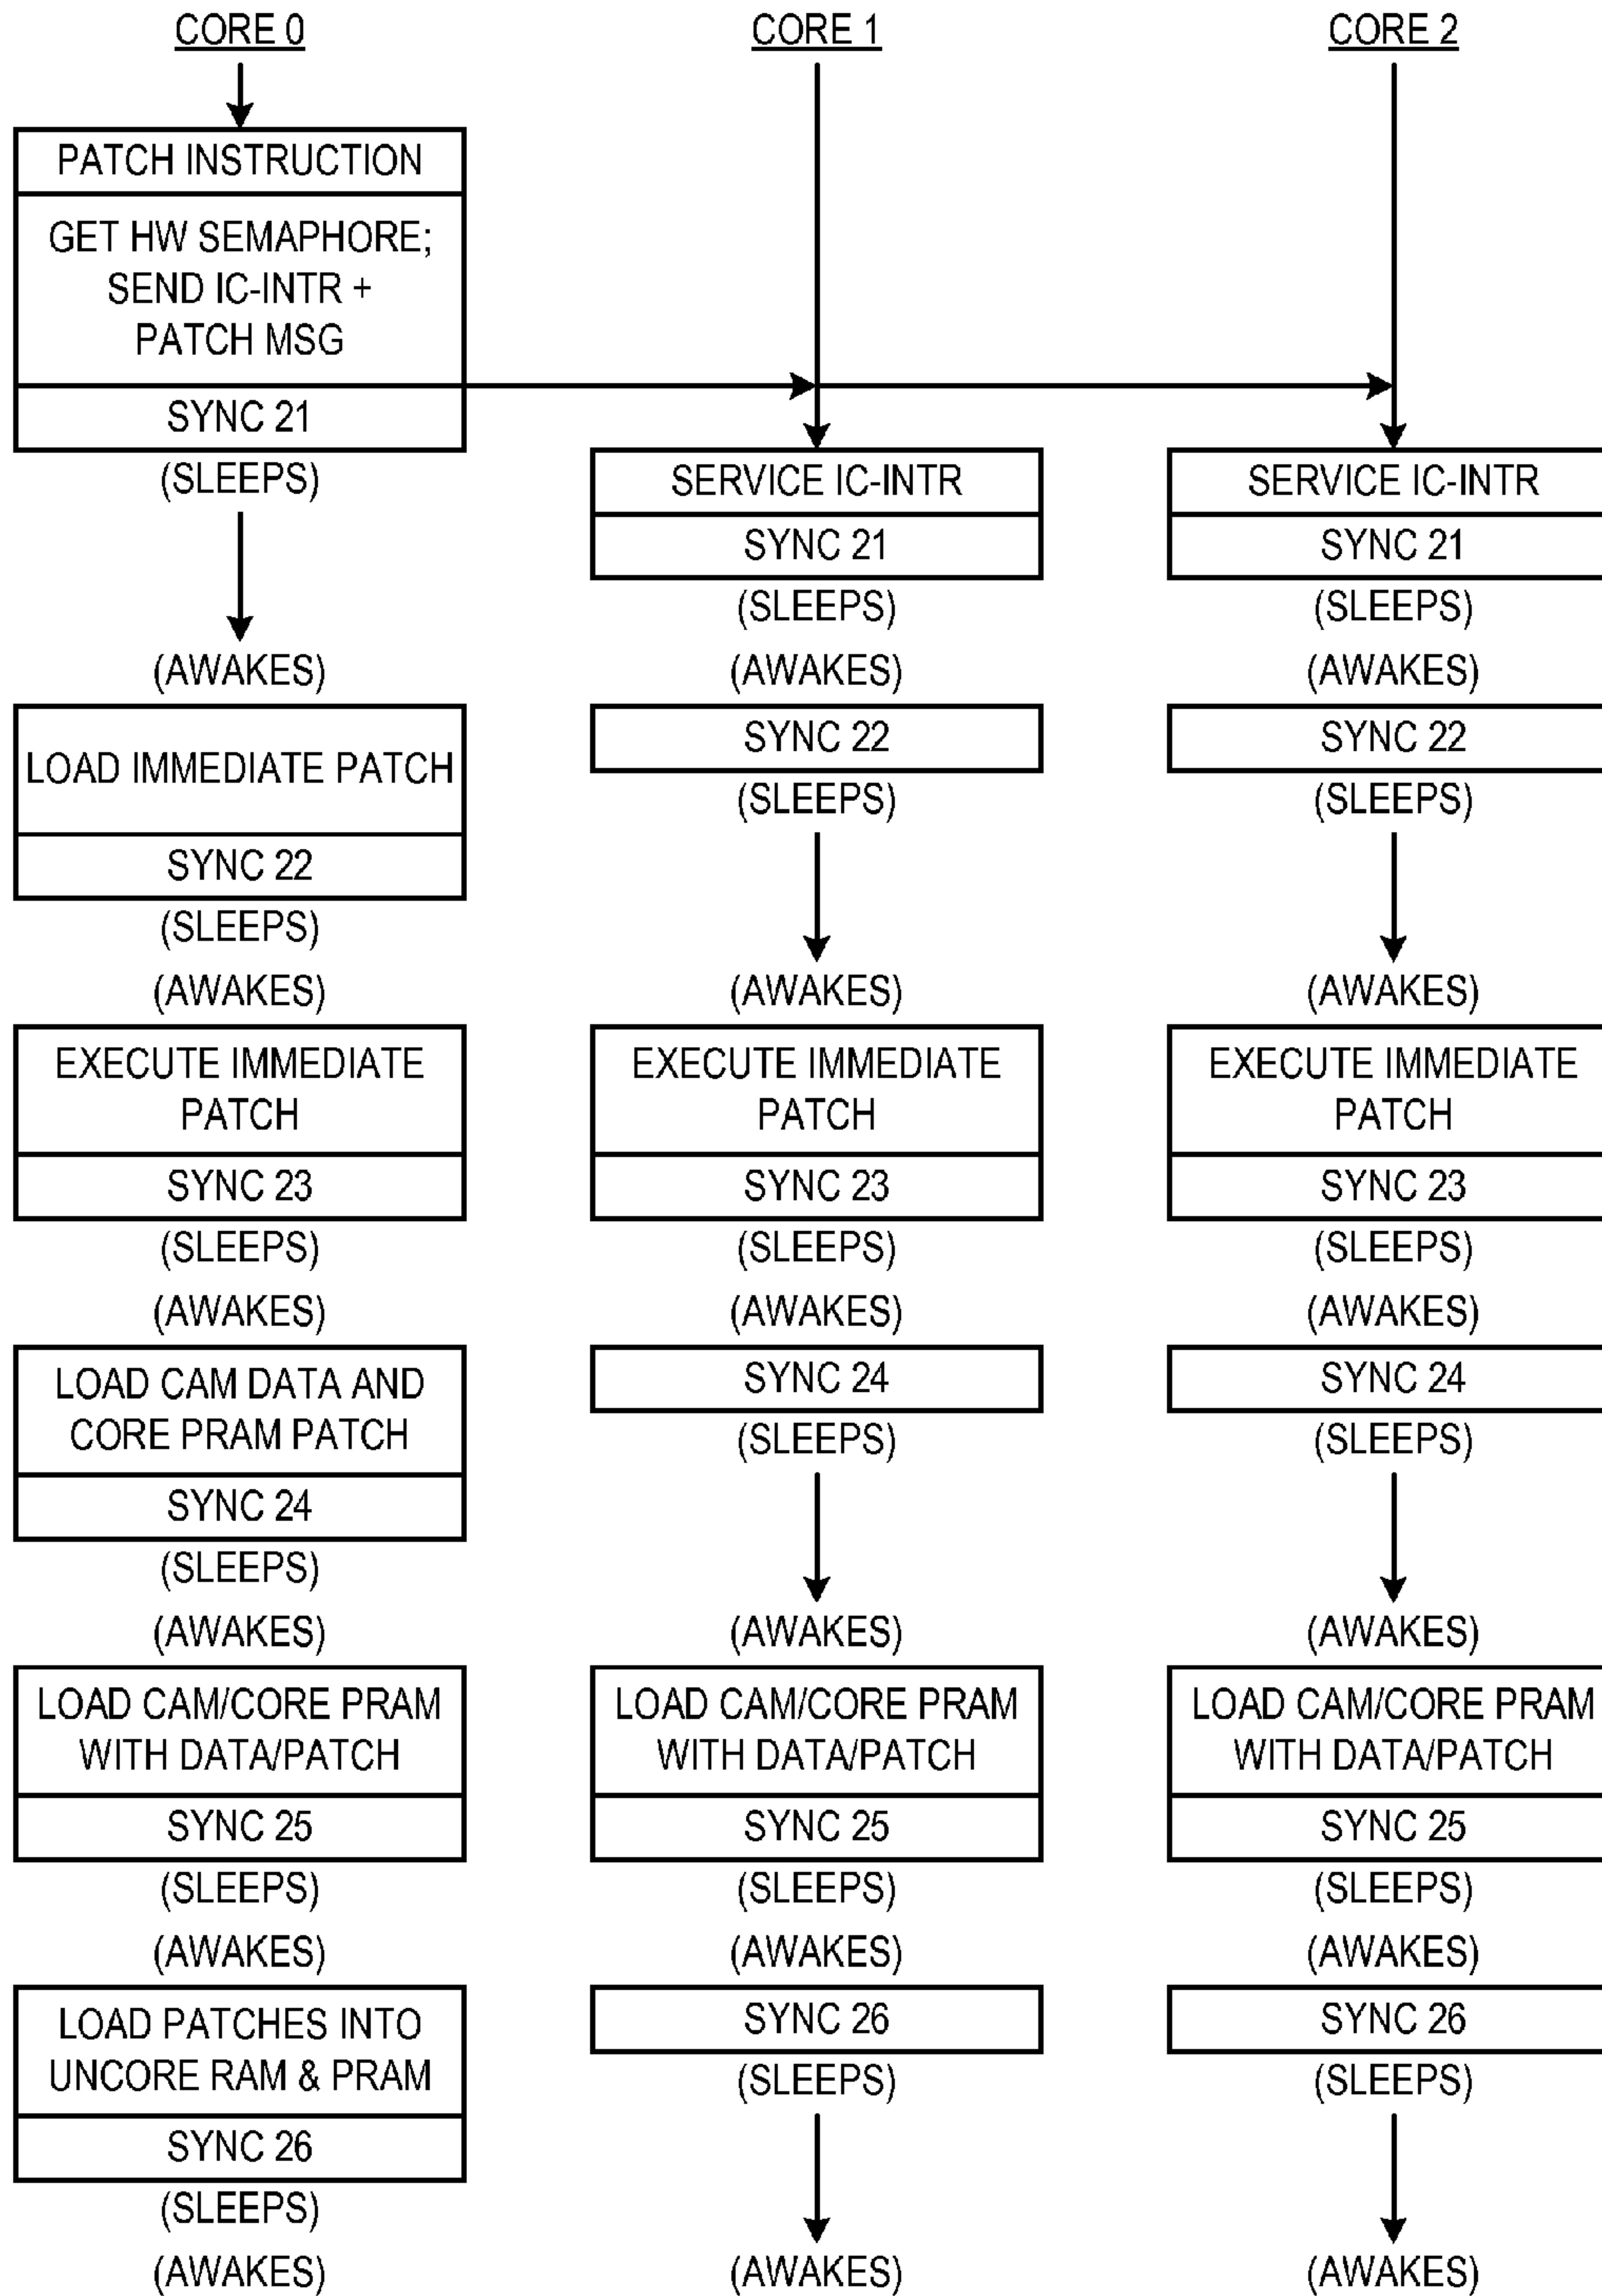 CORE 0
PATCH INSTRUCTION
GET HW SEMAPHORE;
SEND IC-INTR +
PATCH MSG
SYNC 21
(SLEEPS)
(AWAKES)
LOAD IMMEDIATE PATCH
SYNC 22
(SLEEPS)
(AWAKES)
EXECUTE IMMEDIATE
PATCH
SYNC 23
(SLEEPS)
(AWAKES)
LOAD CAM DATA AND
CORE PRAM PATCH
SYNC 24
(SLEEPS)
(AWAKES)
LOAD CAM/CORE PRAM
WITH DATA/PATCH
SYNC 25
(SLEEPS)
(AWAKES)
LOAD PATCHES INTO
UNCORE RAM & PRAM
SYNC 26
(SLEEPS)
(AWAKES)
CORE 1
SERVICE IC-INTR
SYNC 21
(SLEEPS)
(AWAKES)
SYNC 22
(SLEEPS)
(AWAKES)
EXECUTE IMMEDIATE
PATCH
SYNC 23
(SLEEPS)
(AWAKES)
SYNC 24
(SLEEPS)
(AWAKES)
LOAD CAM/CORE PRAM
WITH DATA/PATCH
SYNC 25
(SLEEPS)
(AWAKES)
SYNC 26
(SLEEPS)
(AWAKES)
CORE 2
SERVICE IC-INTR
SYNC 21
(SLEEPS)
(AWAKES)
SYNC 22
(SLEEPS)
(AWAKES)
EXECUTE IMMEDIATE
PATCH
SYNC 23
(SLEEPS)
(AWAKES)
SYNC 24
(SLEEPS)
(AWAKES)
LOAD CAM/CORE PRAM
WITH DATA/PATCH
SYNC 25
(SLEEPS)
(AWAKES)
SYNC 26
(SLEEPS)
(AWAKES)